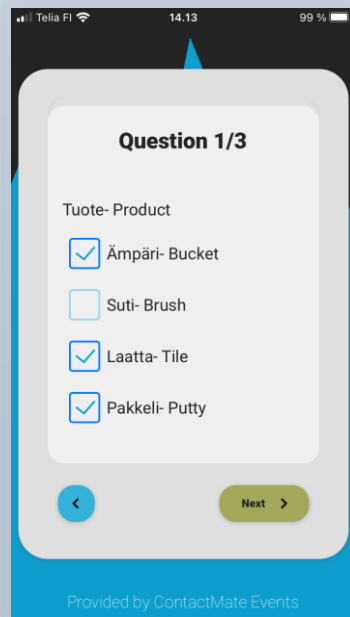 Telia FI 14.13 99 %
Question 1/3
Tuote- Product
Ämpäri- Bucket
Suti- Brush
Laatta- Tile
Pakkeli- Putty
Next
Provided by ContactMate Events